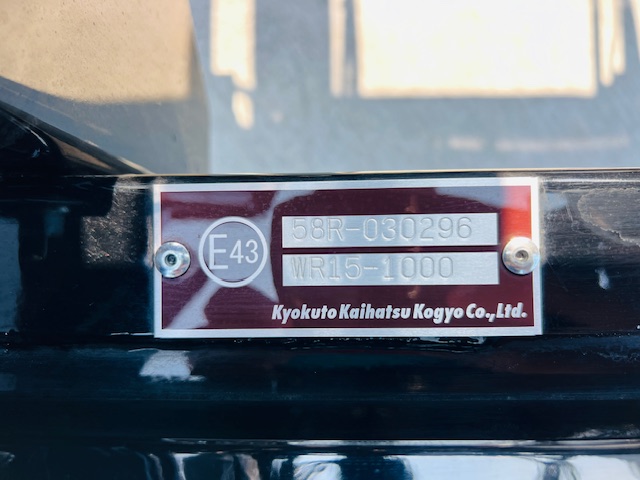 E43
58R-030296
WR15-1000
Kyokuto Kaihatsu Kogyo Co.,Ltd.